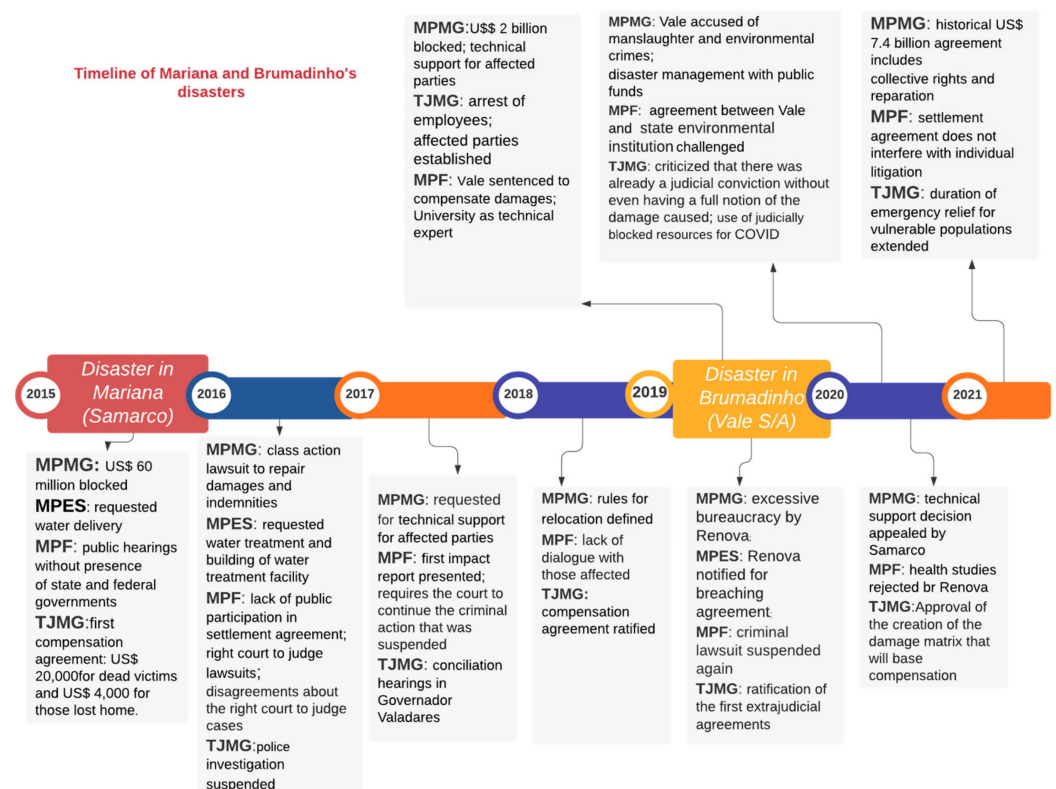 Timeline of Mariana and Brumadinho's
disasters
MPMG:U$$ 2 billion
blocked; technical
support for affected
parties
TJMG: arrest of
employees;
affected parties
established
MPF: Vale sentenced to
compensate damages;
University as technical
expert
MPMG: Vale accused of
manslaughter and environmental
crimes;
disaster management with public
funds
MPF: agreement between Vale
and state environmental
institution challenged
TJMG: criticized that there was
already a judicial conviction without
even having a full notion of the
damage caused; use of judicially
blocked resources for COVID
MPMG: historical US$
7.4 billion agreement
includes
collective rights and
reparation
MPF: settlement
agreement does not
interfere with individual
litigation
TJMG: duration of
emergency relief for
vulnerable populations
extended
2015
Disaster in
Mariana
(Samarco)
2016
2017
2018
2019
Disaster in
Brumadinho
(Vale S/A)
2020
2021
MPMG: US$ 60
million blocked
MPES: requested
water delivery
MPF: public hearings
without presence
of state and federal
governments
TJMG:first
compensation
agreement: US$
20,000for dead victims
and US$ 4,000 for
those lost home.
MPMG: class action
lawsuit to repair
damages and
indemnities
MPES: requested
water treatment and
building of water
treatment facility
MPF: lack of public
participation in
settlement agreement;
right court to judge
lawsuits;
disagreements about
the right court to judge
cases
TJMG:police
investigation
suspended
MPMG: requested
for technical support
for affected parties
MPF: first impact
report presented;
requires the court to
continue the criminal
action that was
suspended
TJMG: conciliation
hearings in
Governador
Valadares
MPMG: rules for
relocation defined
MPF: lack of
dialogue with
those affected
TJMG:
compensation
agreement ratified
MPMG: excessive
bureaucracy by
Renova;
MPES: Renova
notified for
breaching
agreement;
MPF: criminal
lawsuit suspended
again
TJMG: ratification of
the first extrajudicial
agreements
MPMG: technical
support decision
appealed by
Samarco
MPF: health studies
rejected br Renova
TJMG:Approval of
the creation of the
damage matrix that
will base
compensation